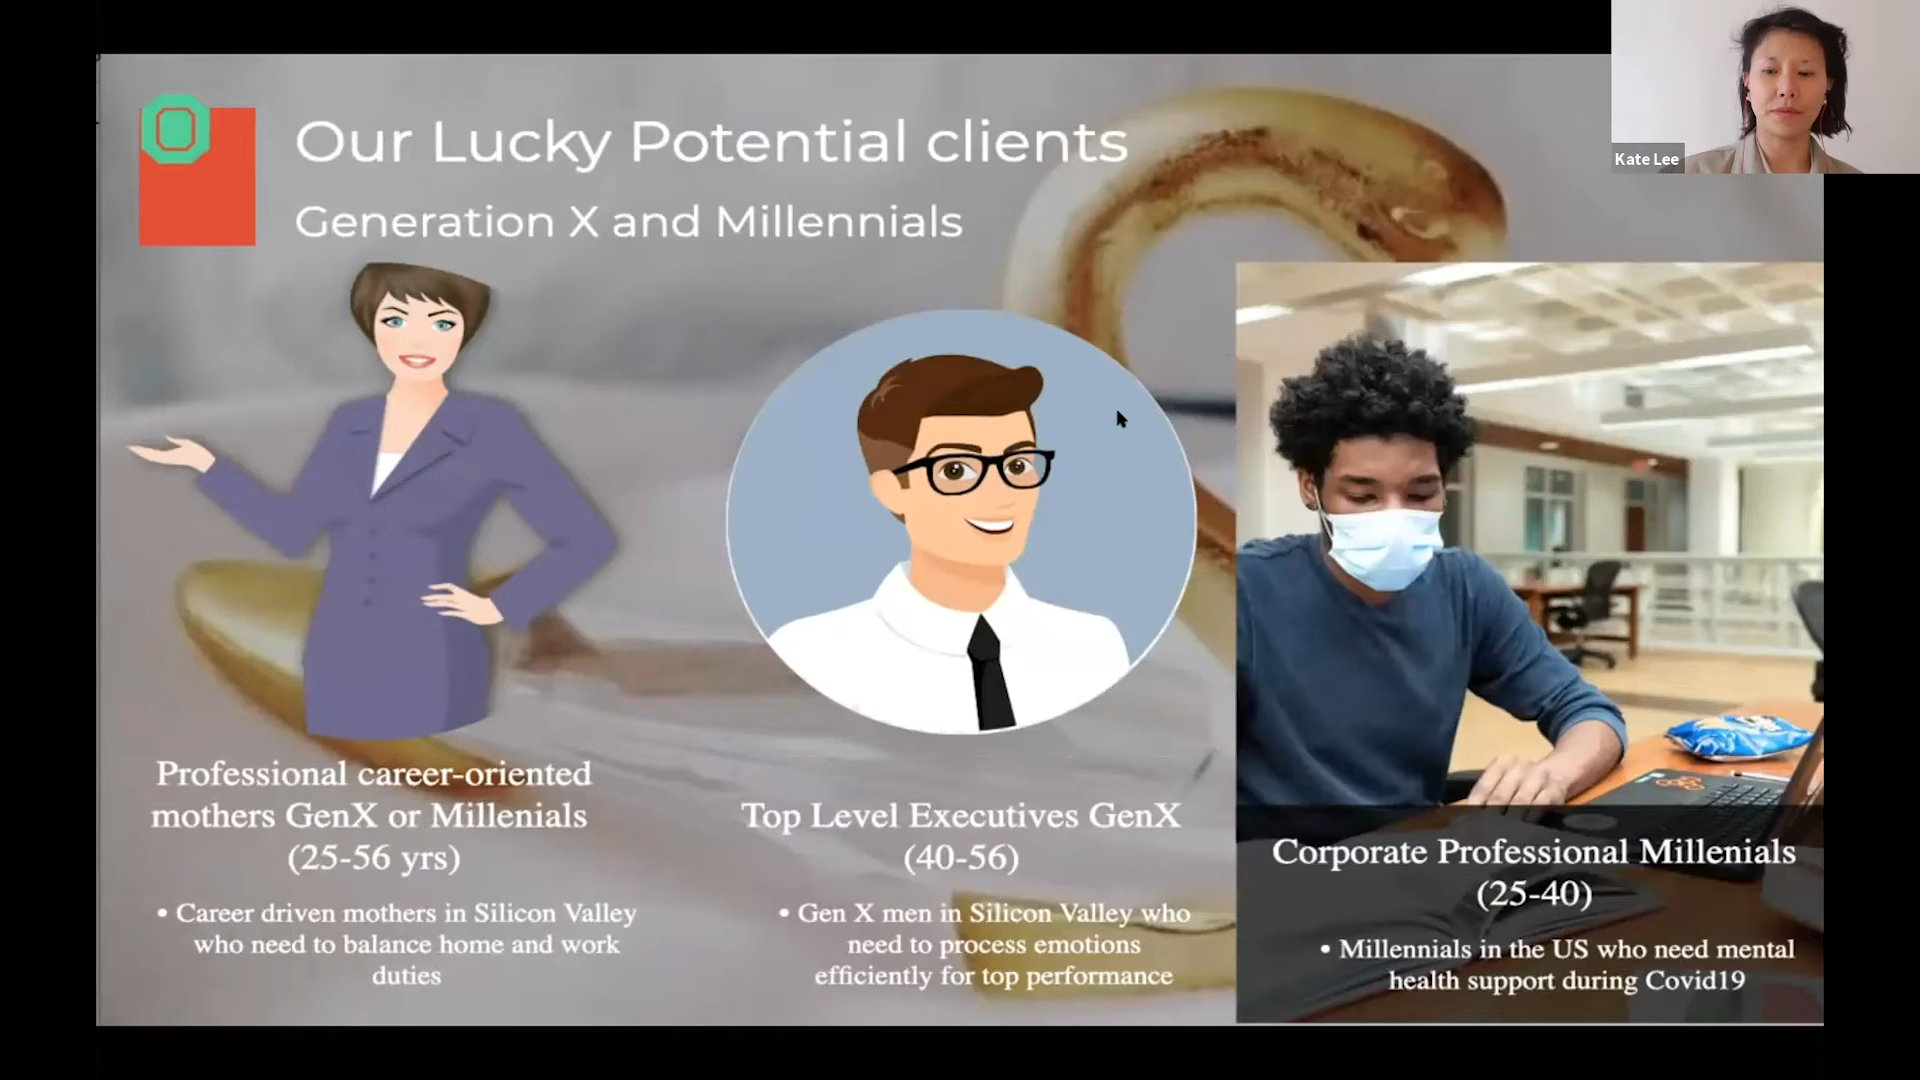 Kate Lee
Our Lucky Potential clients
Generation X and Millennials
Professional career-oriented
mothers GenX or Millenials
(25-56 yrs)
• Career driven mothers in Silicon Valley
who need to balance home and work
duties
Top Level Executives GenX
(40-56)
• Gen X men in Silicon Valley who
need to process emotions
efficiently for top performance
Corporate Professional Millenials
(25-40)
• Millennials in the US who need mental
health support during Covid19